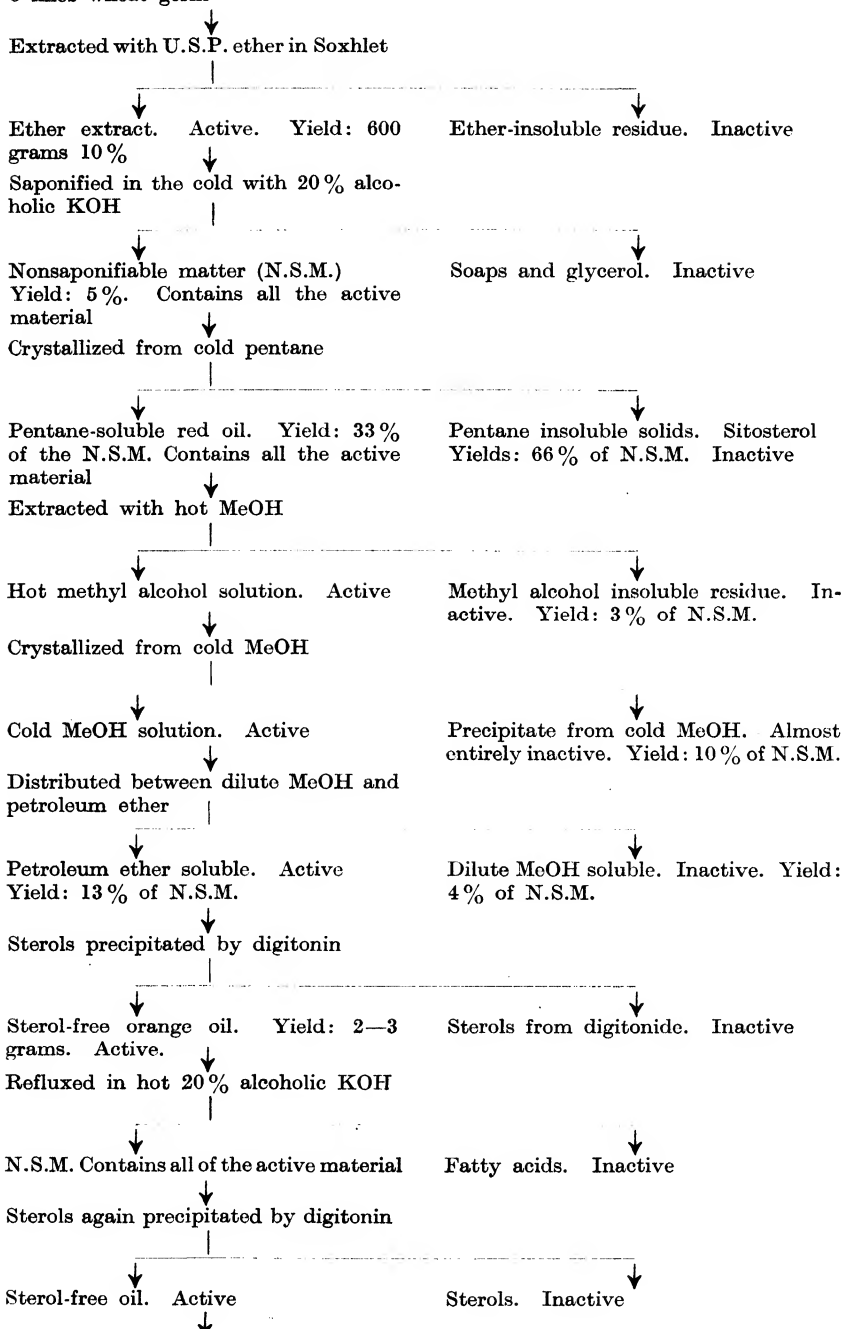 Extracted with U.S.P. ether in Soxhlet
Ether extract. Active. Yield: 600 grams 10%
Ether-insoluble residue. Inactive
Saponified in the cold with 20% alco-
holic KOH
Nonsaponifiable matter (N.S.M.)
Yield: 5%. Contains all the active
material
Soaps and glycerol. Inactive
Crystallized from cold pentane
Pentane-soluble red oil. Yield: 33%
of the N.S.M. Contains all the active
material
Pentane insoluble solids. Sitosterol
Yields: 66% of N.S.M. Inactive
Extracted with hot MeOH
Hot methyl alcohol solution. Active
Methyl alcohol insoluble residue. In-
active. Yield: 3% of N.S.M.
Crystallized from cold MeOH
Cold MeOH solution. Active
Precipitate from cold MeOH. Almost
entirely inactive. Yield: 10% of N.S.M.
Distributed between dilute MeOH and
petroleum ether
Petroleum ether soluble. Active
Yield: 13% of N.S.M.
Dilute MeOH soluble. Inactive. Yield:
4% of N.S.M.
Sterols precipitated by digitonin
Sterol-free orange oil. Yield: 2—3
grams. Active.
Sterols from digitonide. Inactive
Refluxed in hot 20% alcoholic KOH
N.S.M. Contains all of the active material
Fatty acids. Inactive
Sterols again precipitated by digitonin
Sterol-free oil. Active
Sterols. Inactive